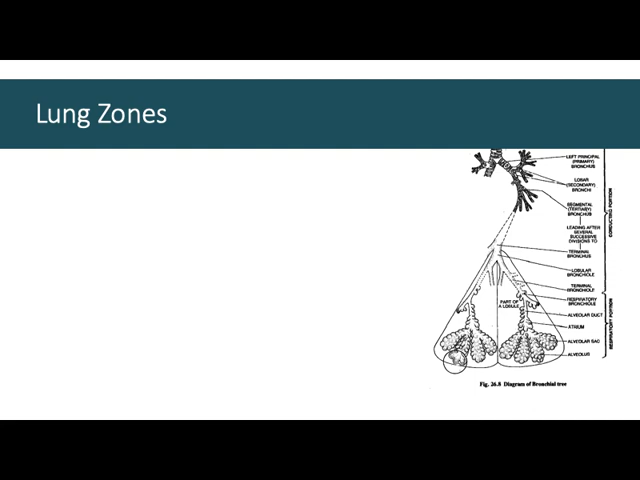 Lung Zones
LEFT PRINCIPAL
(PRIMARY)
BRONCHUS
LOBAR
(SECONDARY)
BRONCHI
SEGMENTAL
(TERTIARY)
BRONCHUS
LEADING AFTER
SEVERAL
SUCCESSIVE
DIVISIONS TO
TERMINAL
BRONCHUS
LOBULAR
BRONCHIOLE
TERMINAL
BRONCHIOLE
RESPIRATORY
BRONCHIOLE
PART OF
A LOBULE
ALVEOLAR DUCT
ATRIUM
ALVEOLAR SAC
ALVEOLUS
CONDUCTING PORTION
RESPIRATORY PORTION
Fig. 26.8 Diagram of Bronchial tree